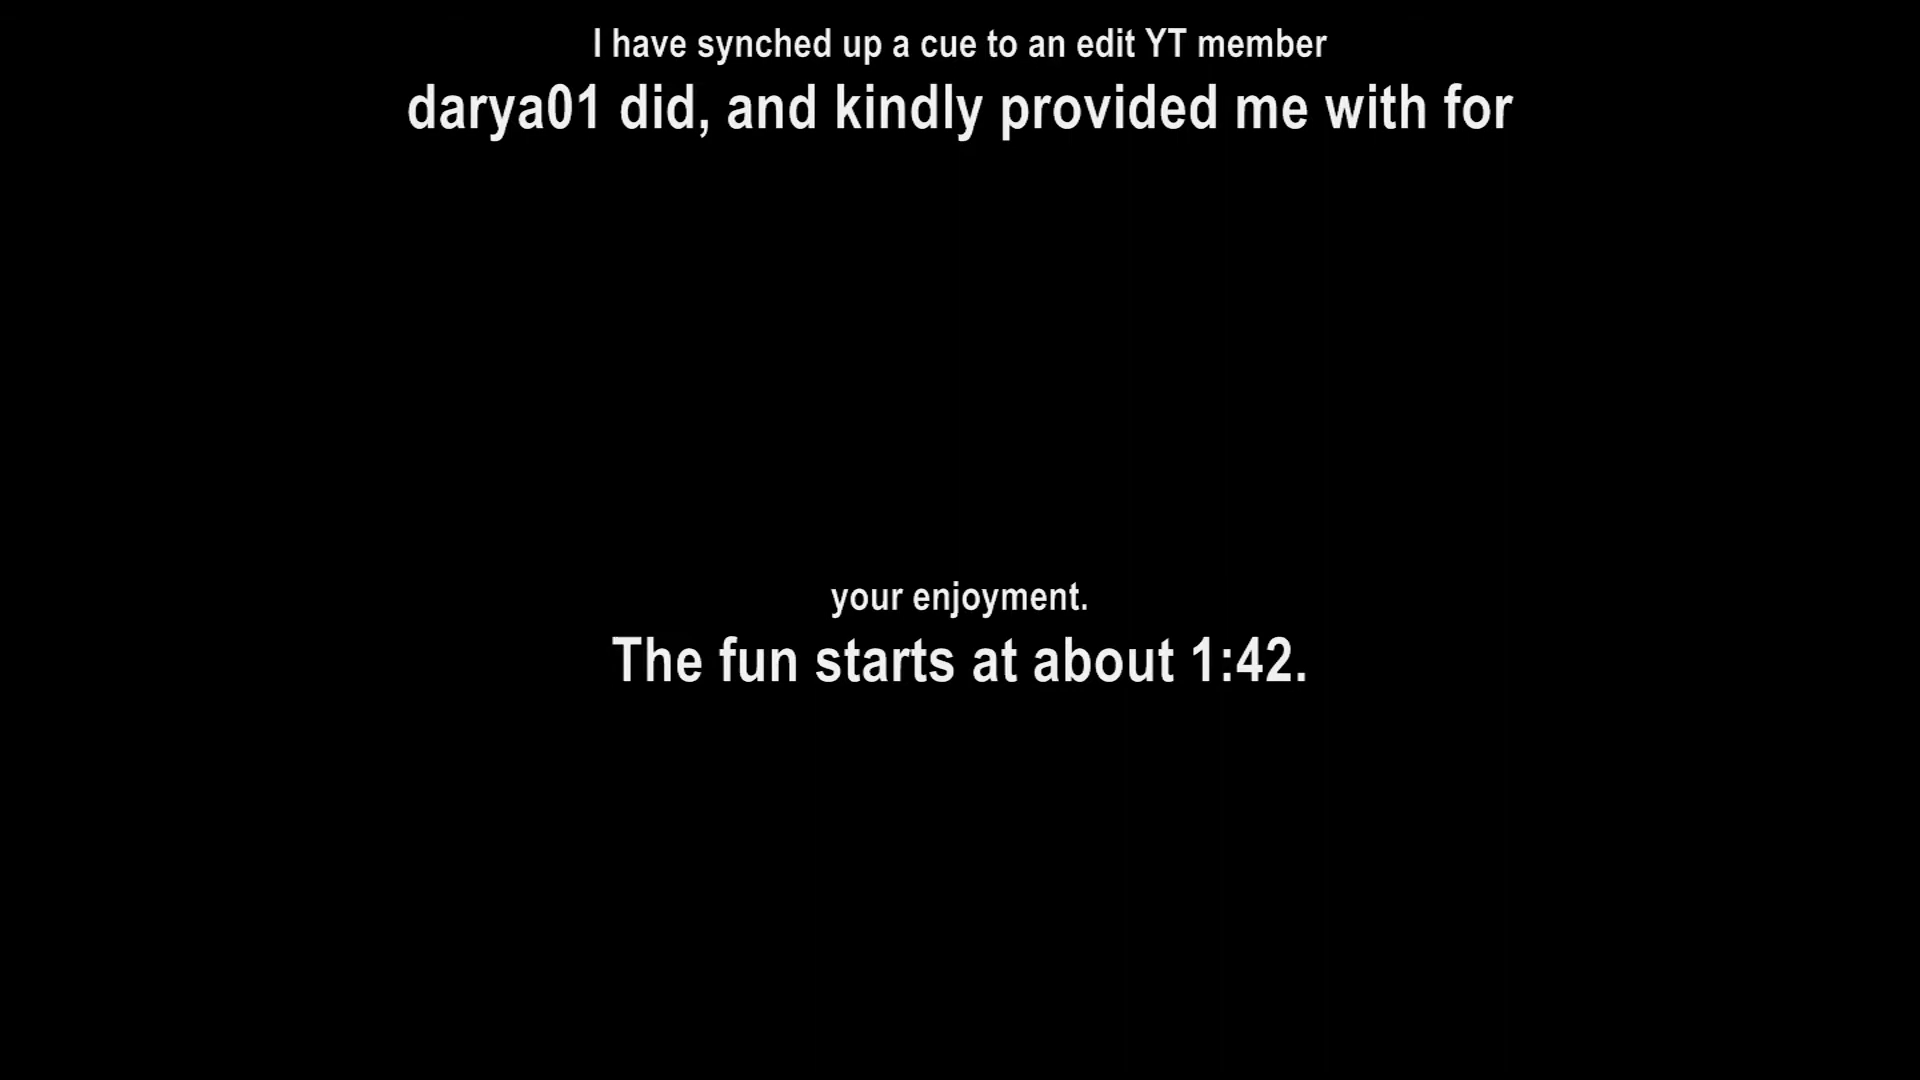 I have synched up a cue to an edit YT member
darya01 did, and kindly provided me with for
your enjoyment.
The fun starts at about 1:42.